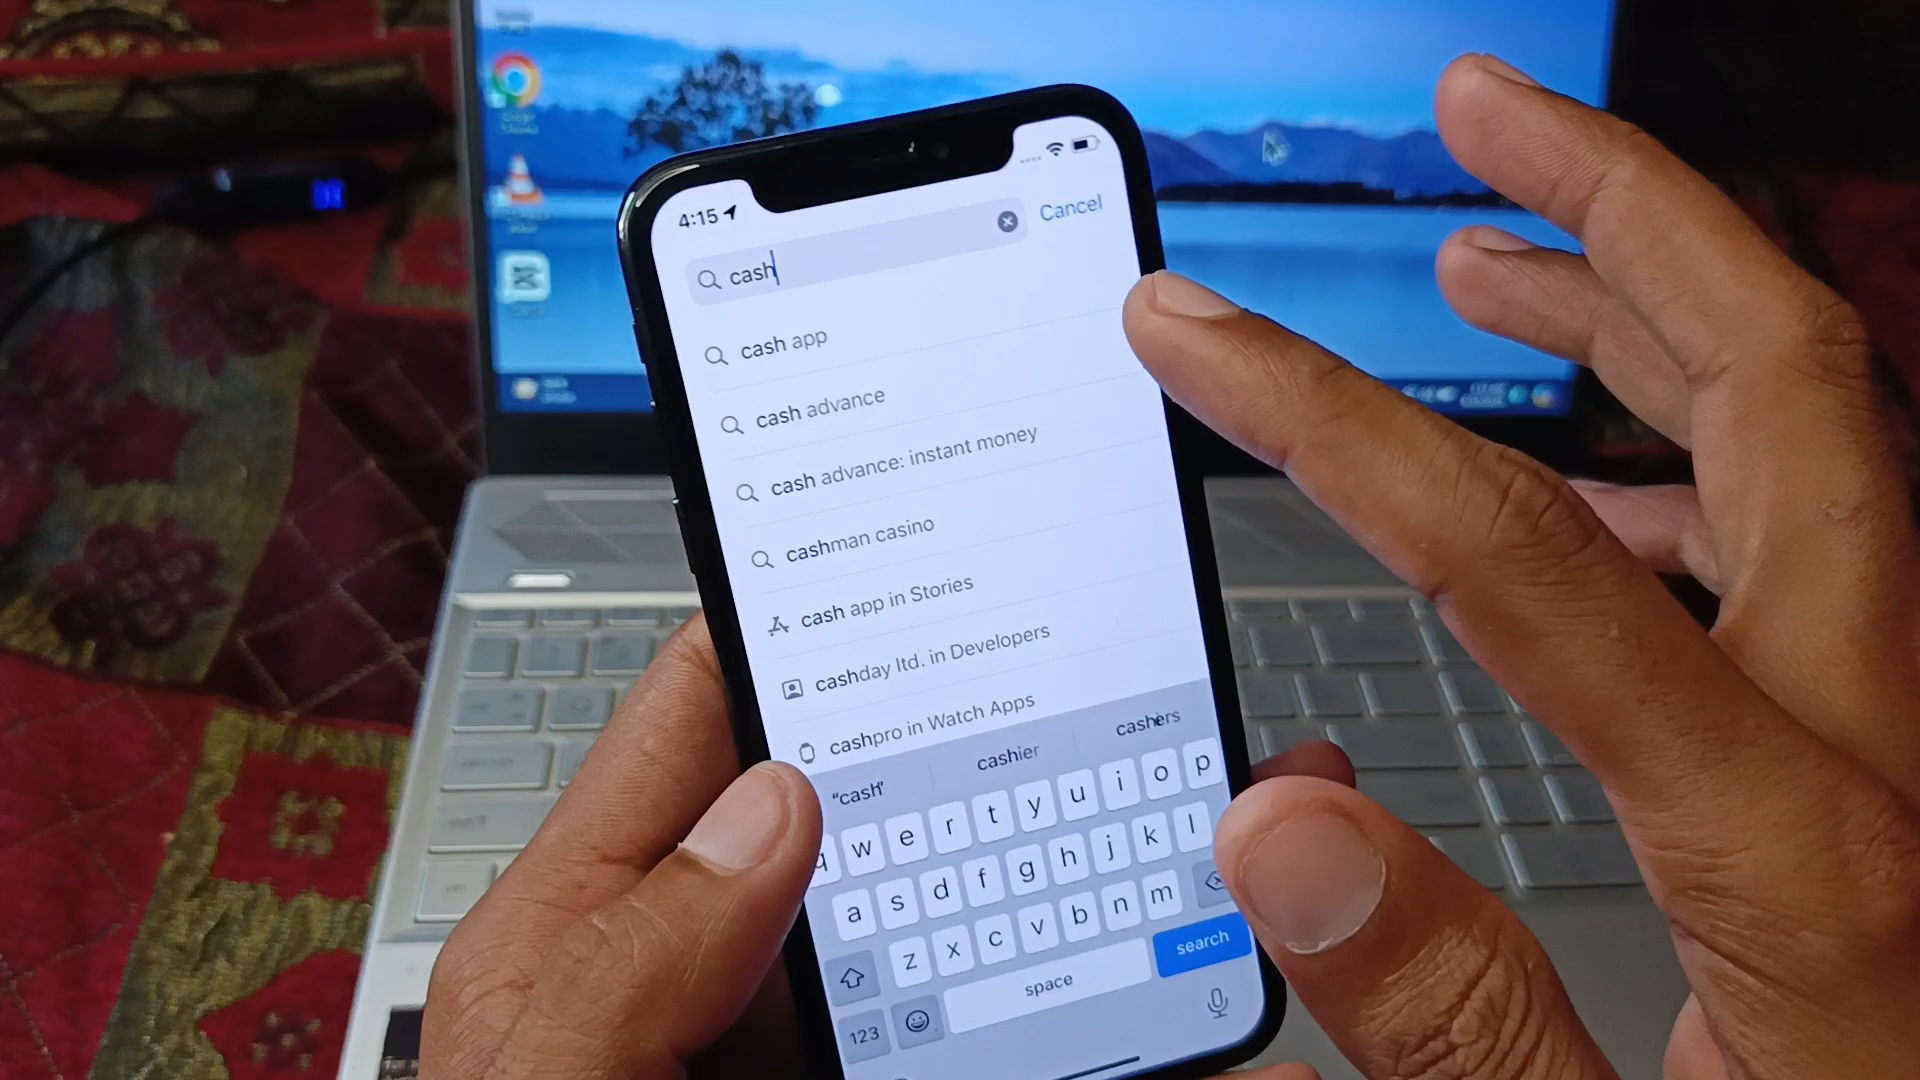 4:15
cash
Cancel
cash app
cash advance
cash advance: instant money
cashman casino
cash app in Stories
cashday ltd. in Developers
cashpro in Watch Apps
"cash"
cashier
cashiers
q w e r t y u i o p
a s d f g h j k l
z x c v b n m
123
space
search